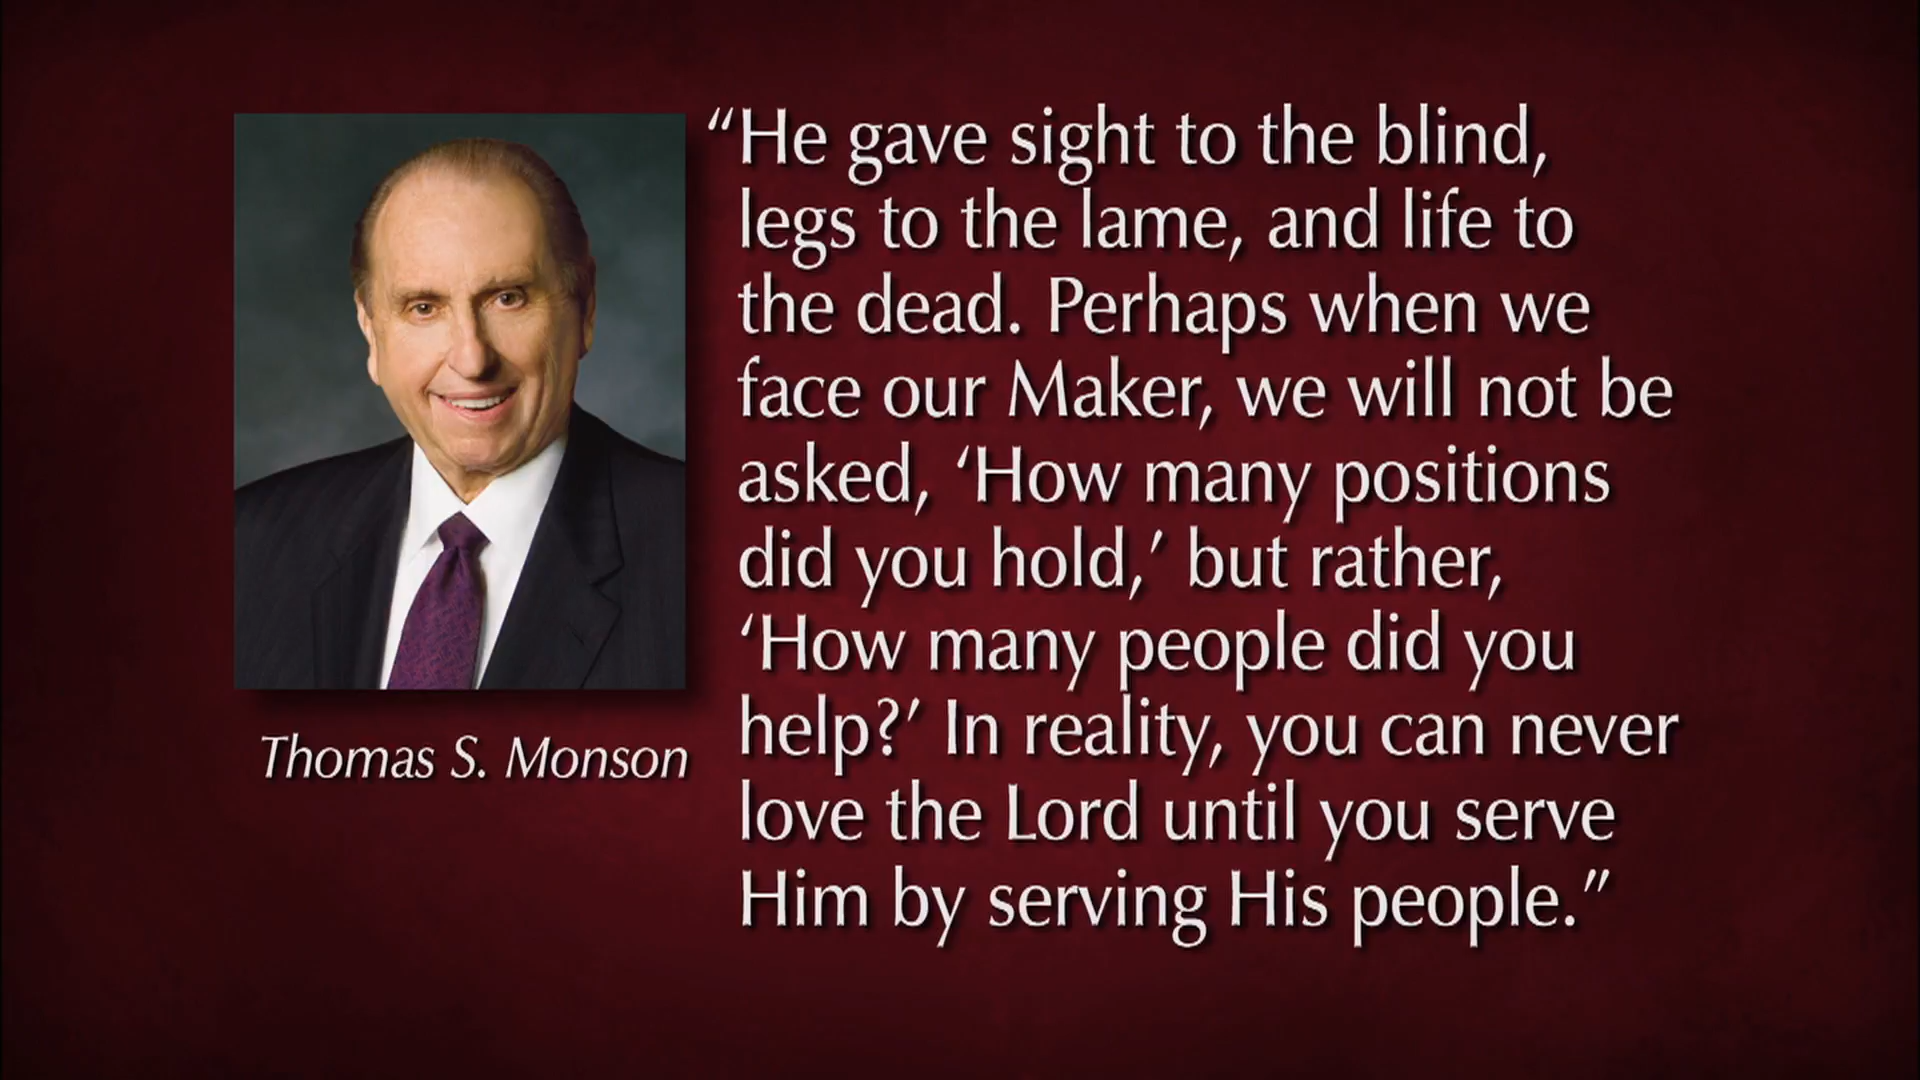 “He gave sight to the blind,
legs to the lame, and life to
the dead. Perhaps when we
face our Maker, we will not be
asked, ‘How many positions
did you hold,’ but rather,
‘How many people did you
help?’ In reality, you can never
love the Lord until you serve
Him by serving His people.”
Thomas S. Monson